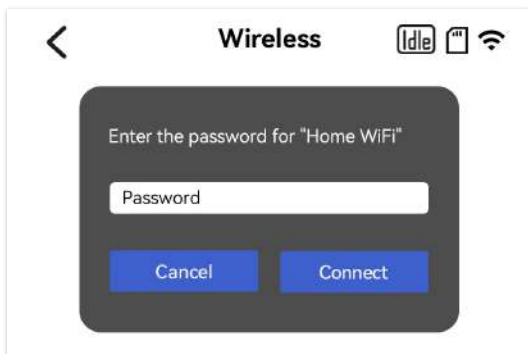 Wireless
Idle
Enter the password for "Home WiFi"
Password
Cancel Connect